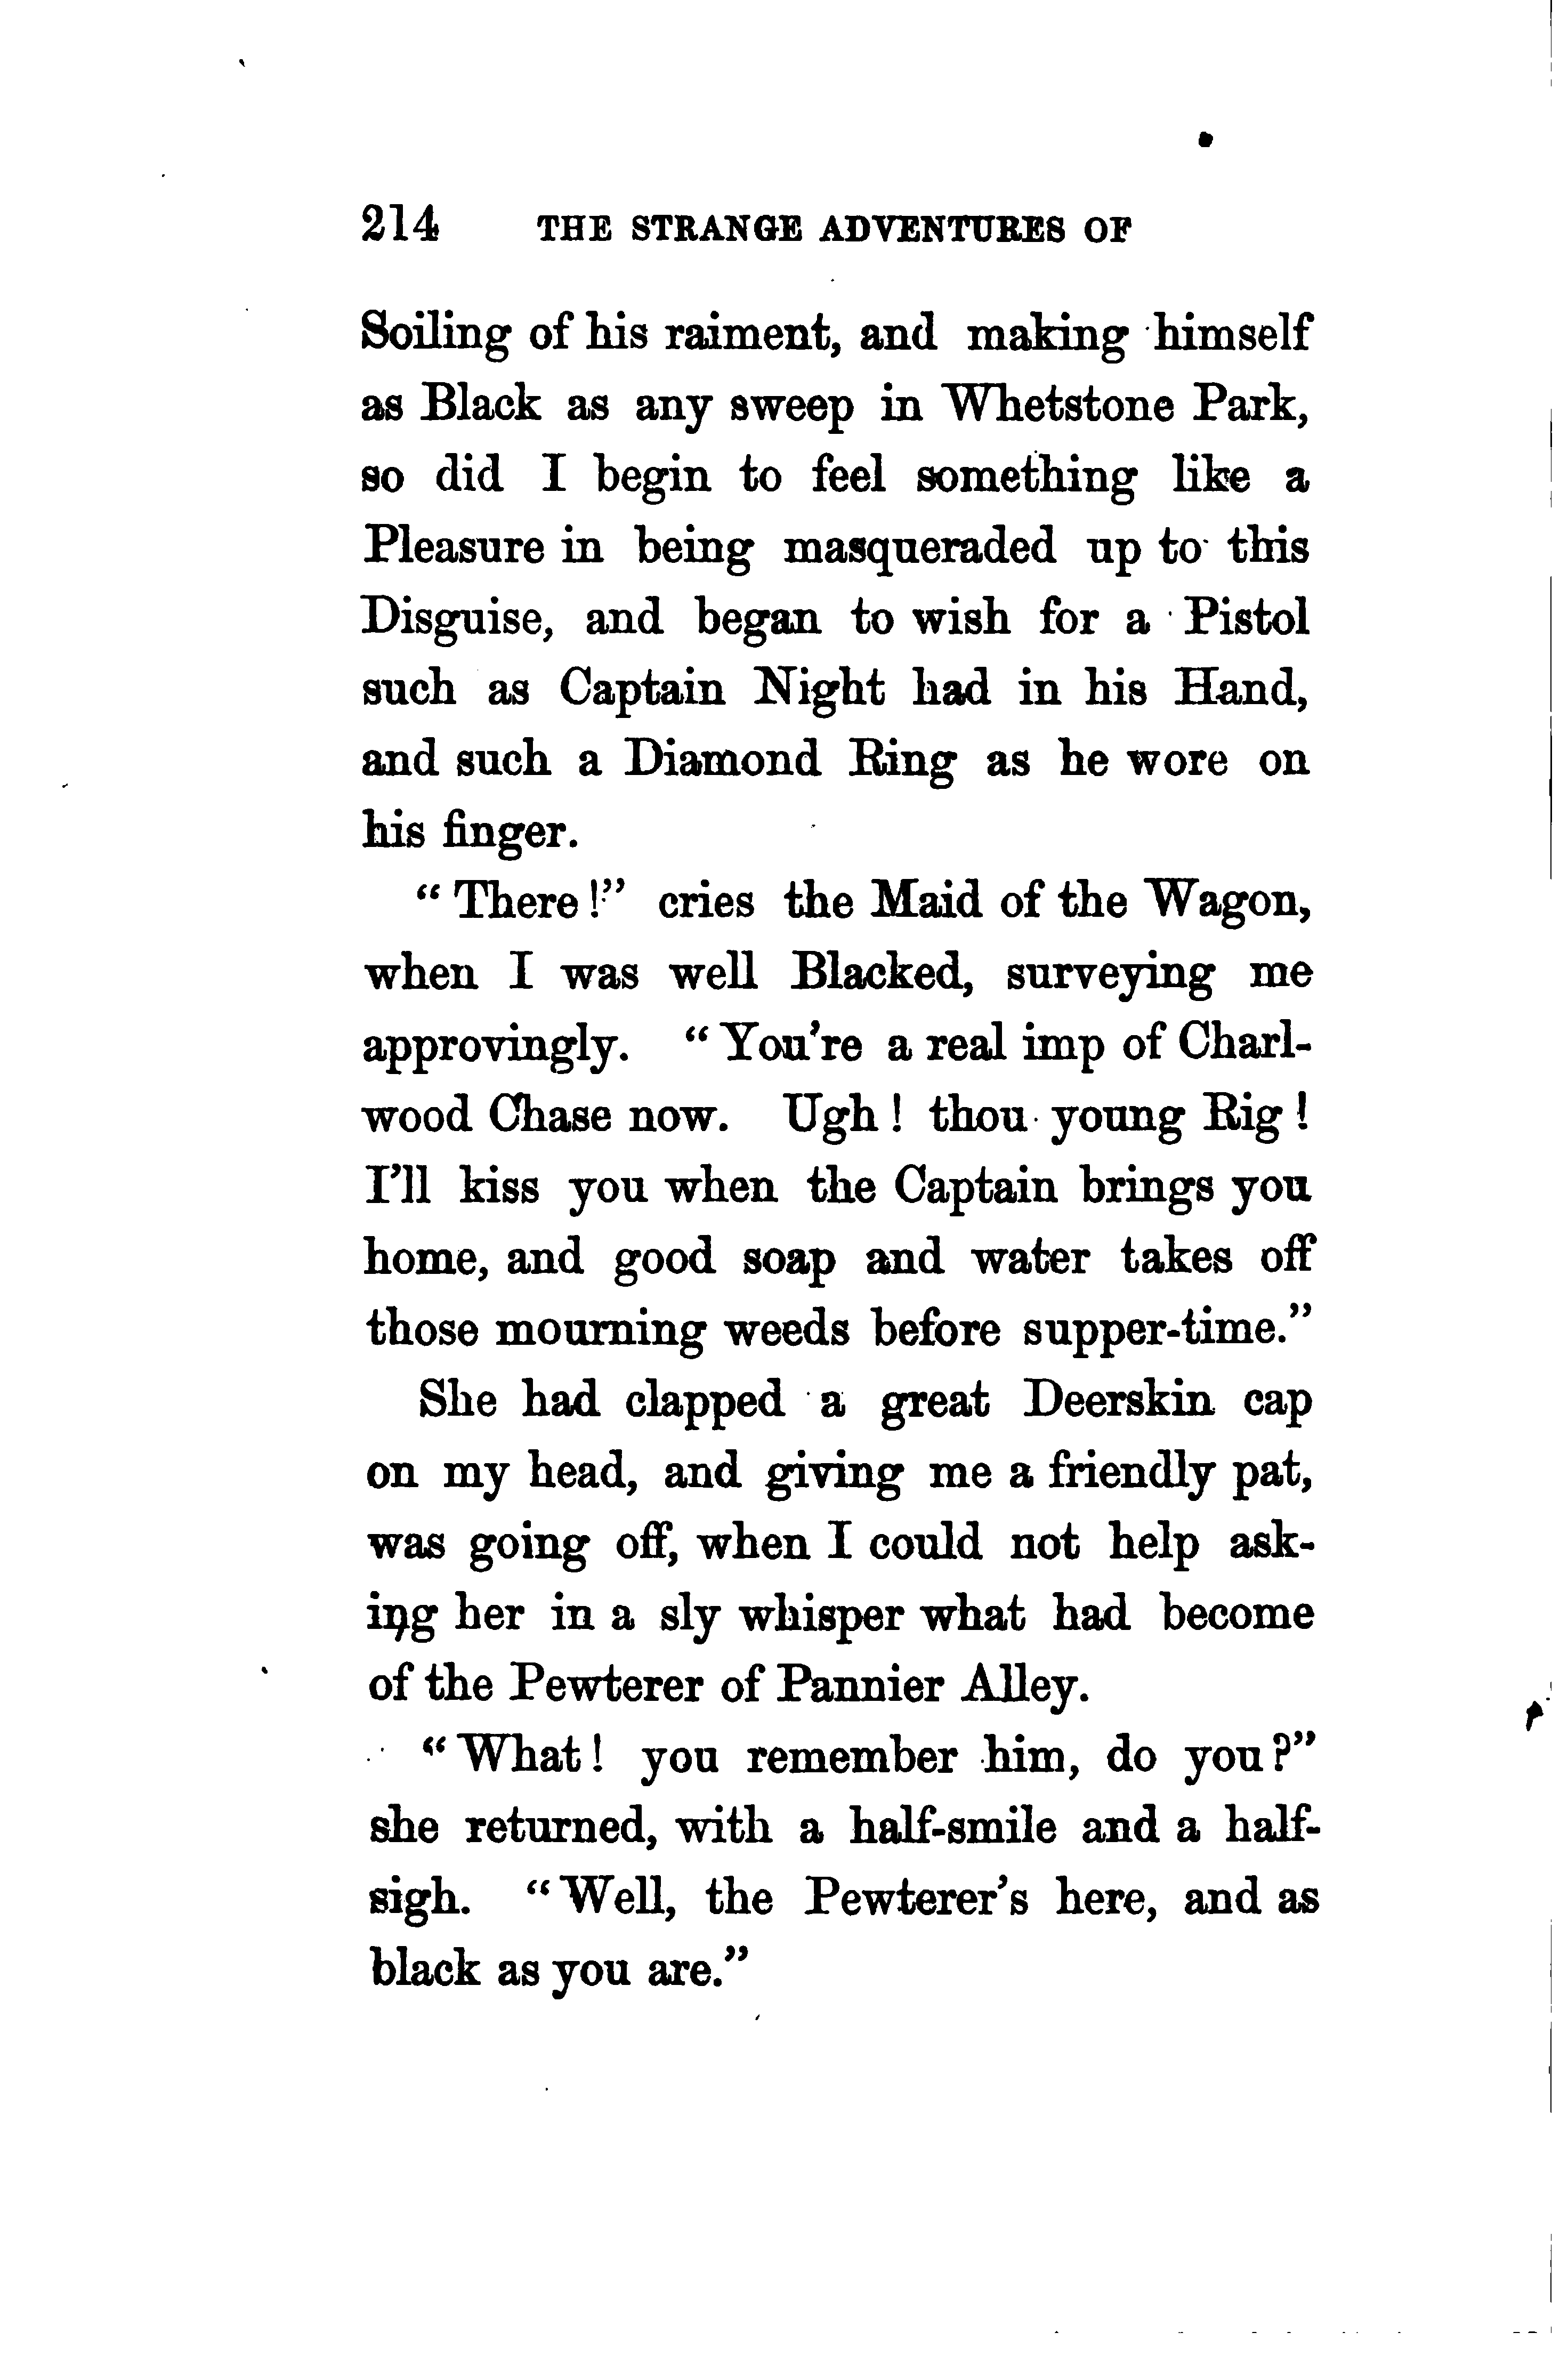 214 THE STRANGE ADVENTURES OF
Soiling of his raiment, and making himself
as Black as any sweep in Whetstone Park,
so did I begin to feel something like a
Pleasure in being masqueraded up to this
Disguise, and began to wish for a Pistol
such as Captain Night had in his Hand,
and such a Diamond Ring as he wore on
his finger.
"There!" cries the Maid of the Wagon,
when I was well Blacked, surveying me
approvingly. "You're a real imp of Charl-
wood Chase now. Ugh! thou young Rig!
I'll kiss you when the Captain brings you
home, and good soap and water takes off
those mourning weeds before supper-time."
She had clapped a great Deerskin cap
on my head, and giving me a friendly pat,
was going off, when I could not help ask-
ing her in a sly whisper what had become
of the Pewterer of Pannier Alley.
"What! you remember him, do you?"
she returned, with a half-smile and a half-
sigh. "Well, the Pewterer's here, and as
black as you are."